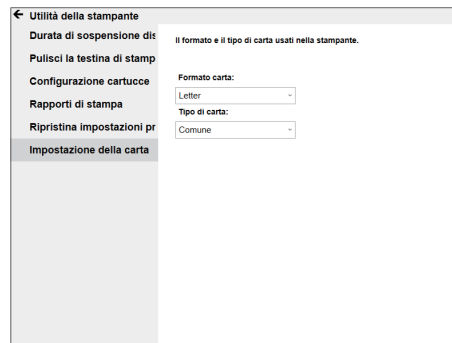 Utilità della stampante
Durata di sospensione dis
Pulisci la testina di stamp
Configurazione cartucce
Rapporti di stampa
Ripristina impostazioni pr
Impostazione della carta
Il formato e il tipo di carta usati nella stampante.
Formato carta:
Letter
Tipo di carta:
Comune